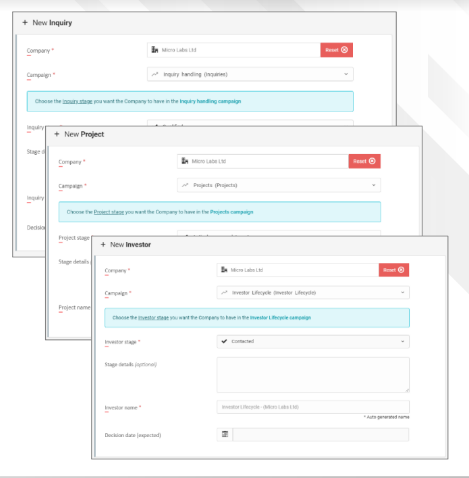 + New Inquiry
Company *
Micro Labs Ltd
Reset
Campaign *
Inquiry handling (Inquiries)
Choose the Inquiry stage you want the Company to have in the Inquiry handling campaign
Inquiry
Stage d
Inquiry
Decision
+ New Project
Company *
Micro Labs Ltd
Reset
Campaign *
Projects (Projects)
Choose the Project stage you want the Company to have in the Projects campaign
Project stage
Stage details
Project name
+ New Investor
Company *
Micro Labs Ltd
Reset
Campaign *
Investor Lifecycle (Investor Lifecycle)
Choose the Investor stage you want the Company to have in the Investor Lifecycle campaign
Investor stage *
Contacted
Stage details (optional)
Investor name *
Investor Lifecycle - (Micro Labs Ltd)
* Auto generated name
Decision date (expected)